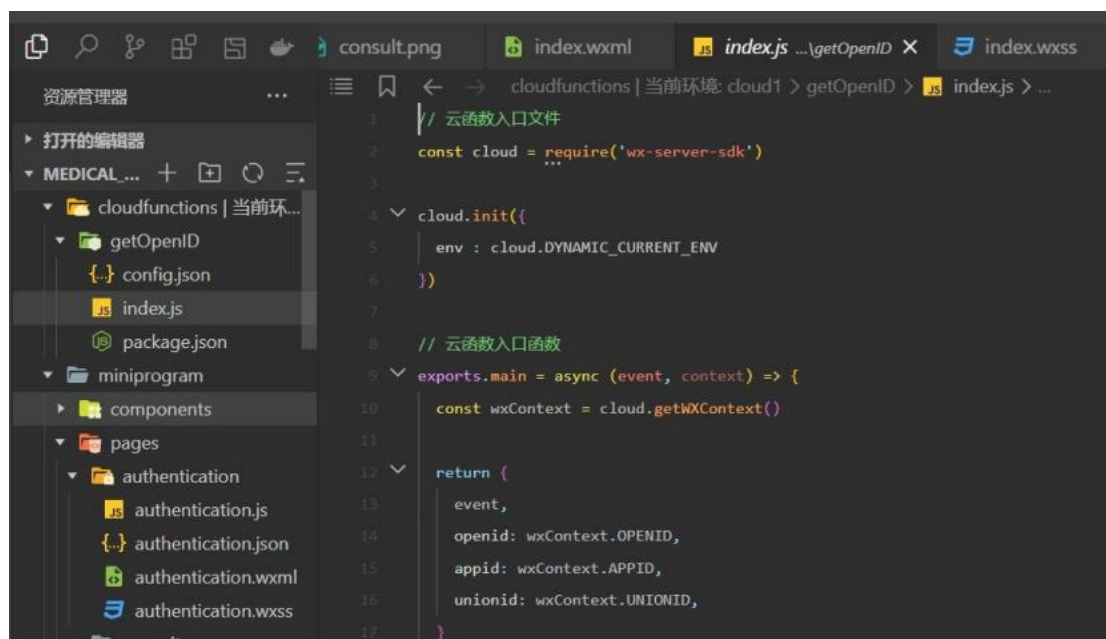 consult.png
index.wxml
JS index.js ...\getOpenID
index.wxss
资源管理器
cloudfunctions | 当前环境: cloud1 > getOpenID > JS index.js > ...
打开的编辑器
MEDICAL_...
cloudfunctions | 当前环...
getOpenID
{..} config.json
JS index.js
package.json
miniprogram
components
pages
authentication
JS authentication.js
{..} authentication.json
authentication.wxml
authentication.wxss
1 // 云函数入口文件
2 const cloud = require('wx-server-sdk')
3
4 cloud.init({
5 env : cloud.DYNAMIC_CURRENT_ENV
6 })
7
8 // 云函数入口函数
9 exports.main = async (event, context) => {
10 const wxContext = cloud.getWXContext()
11
12 return {
13 event,
14 openid: wxContext.OPENID,
15 appid: wxContext.APPID,
16 unionid: wxContext.UNIONID,
17 }